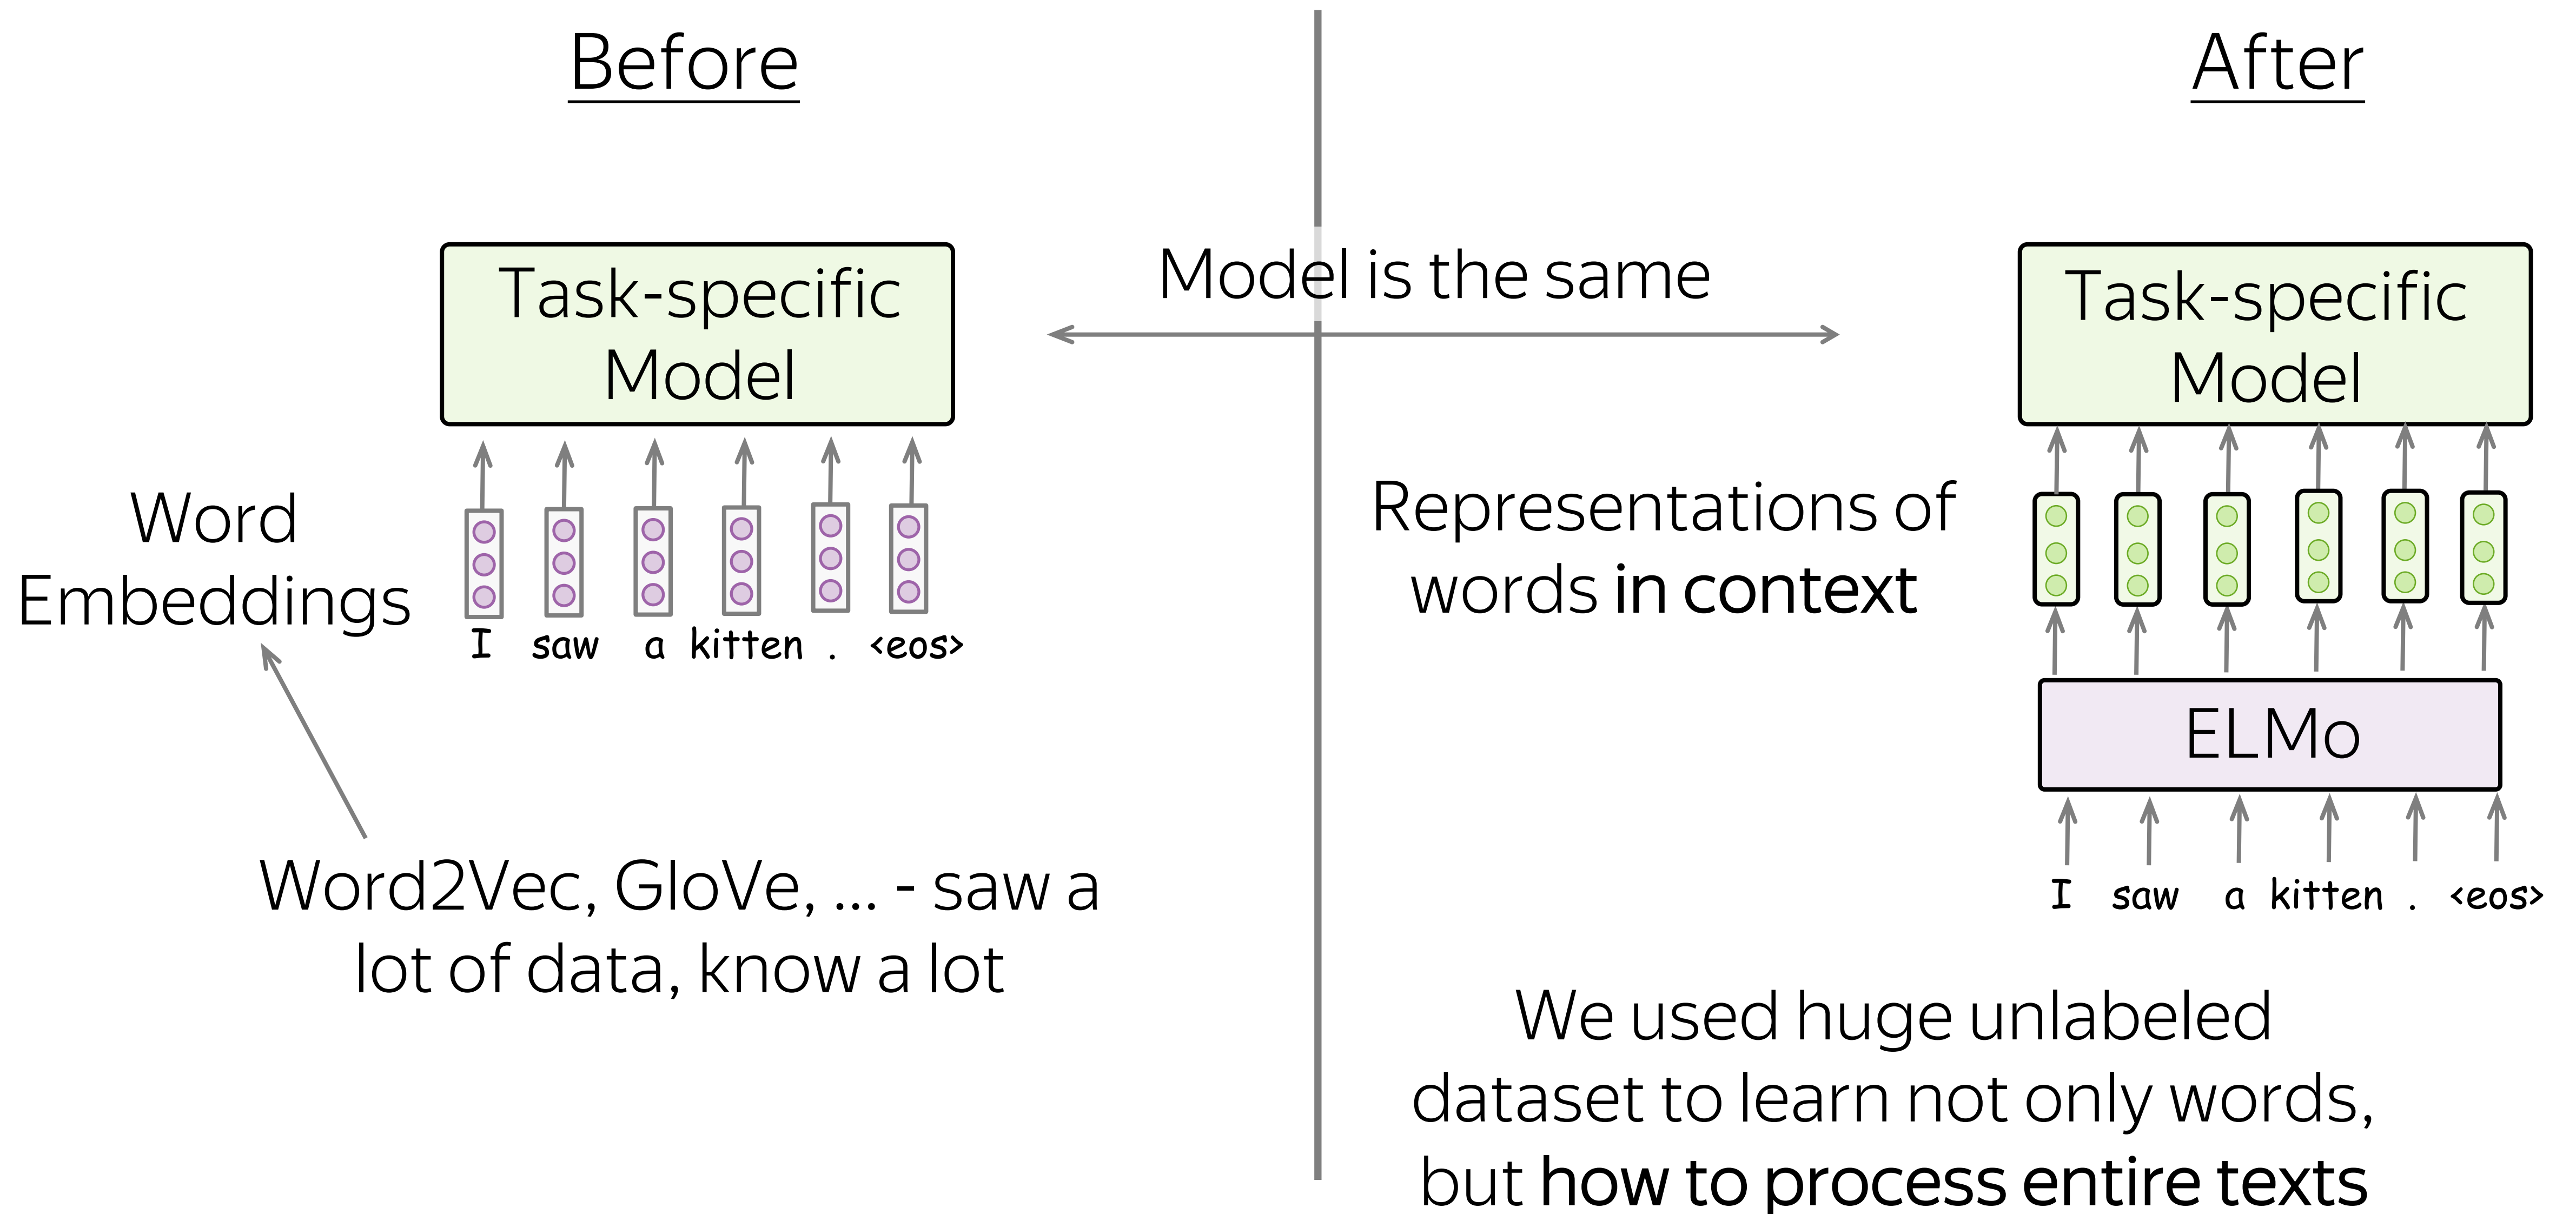 Before
Task-specific
Model
Word
Embeddings
I saw a kitten . <eos>
Word2Vec, GloVe, ... - saw a
lot of data, know a lot
Model is the same
After
Task-specific
Model
Representations of
words in context
ELMo
I saw a kitten . <eos>
We used huge unlabeled
dataset to learn not only words,
but how to process entire texts